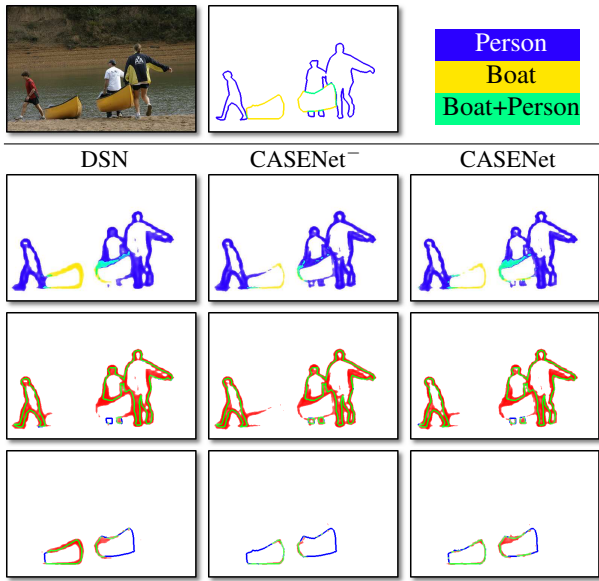 Person
Boat
Boat+Person
DSN
CASENet⁻
CASENet